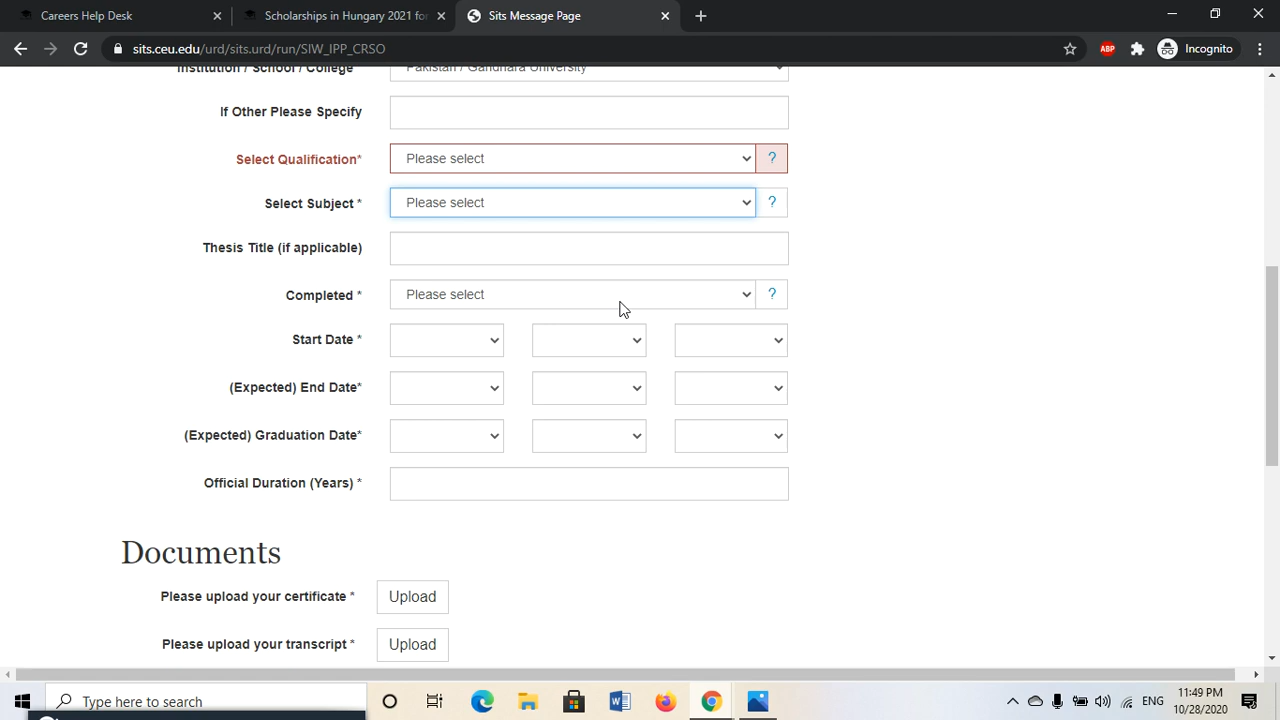 Careers Help Desk
Scholarships in Hungary 2021 for
Sits Message Page
sits.ceu.edu/urd/sits.urd/run/SIW_IPP_CRSO
ABP
Incognito
Institution / School / College
Pakistan / Gandhara University
If Other Please Specify
Select Qualification*
Please select
?
Select Subject *
Please select
?
Thesis Title (if applicable)
Completed *
Please select
?
Start Date *
(Expected) End Date*
(Expected) Graduation Date*
Official Duration (Years) *
Documents
Please upload your certificate *
Upload
Please upload your transcript *
Upload
Type here to search
ENG
11:49 PM
10/28/2020